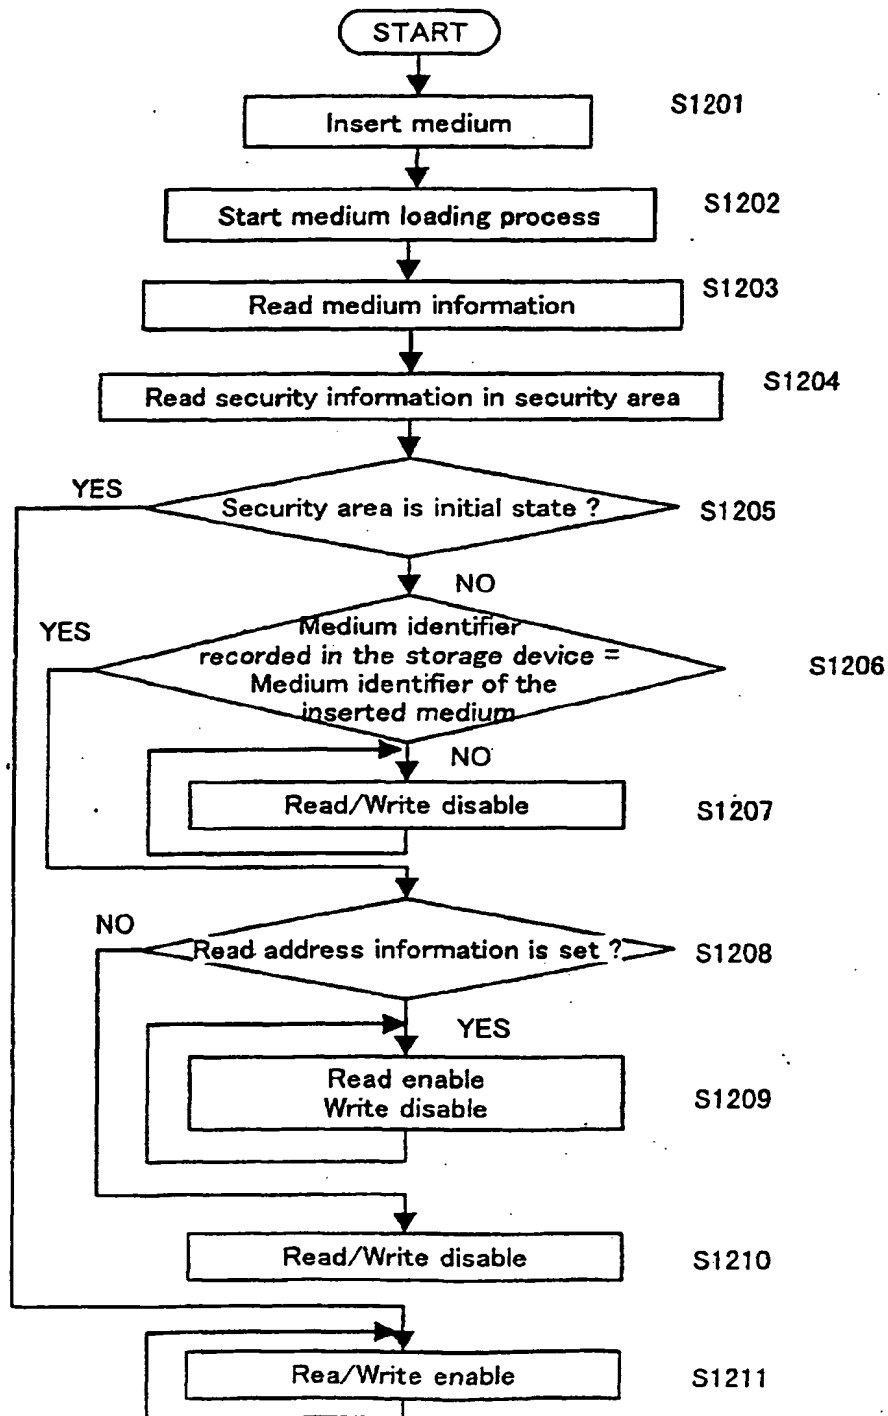 START
S1201
Insert medium
S1202
Start medium loading process
S1203
Read medium information
S1204
Read security information in security area
YES
Security area is initial state ?
S1205
NO
YES
Medium identifier
recorded in the storage device =
Medium identifier of the
inserted medium
S1206
NO
Read/Write disable
S1207
NO
Read address information is set ?
S1208
YES
Read enable
Write disable
S1209
Read/Write disable
S1210
Rea/Write enable
S1211